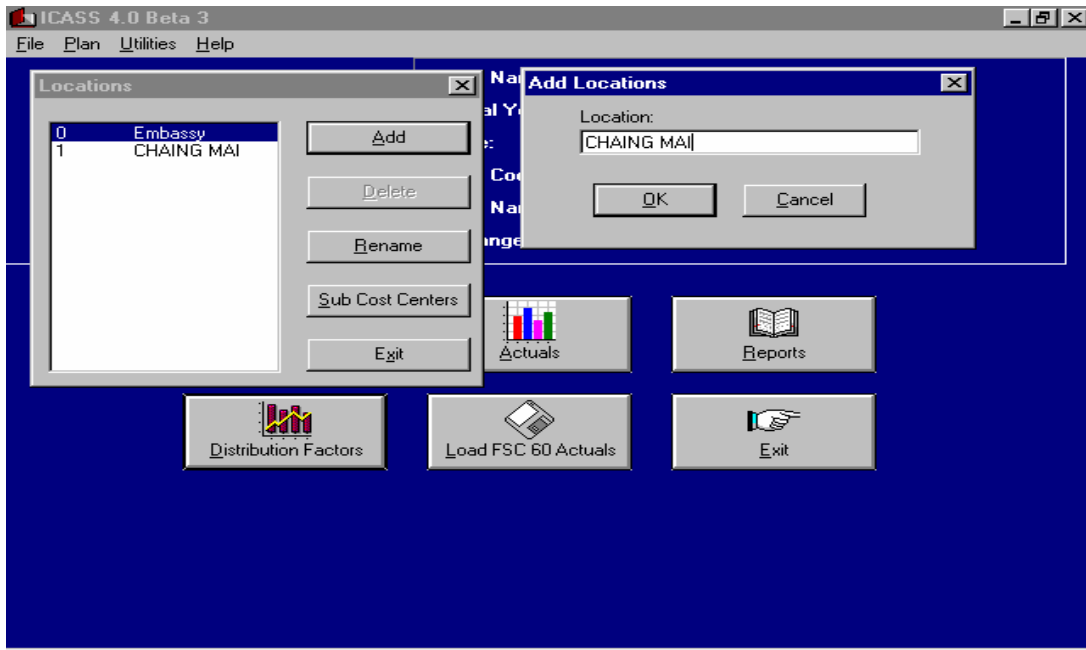 ICASS 4.0 Beta 3
File Plan Utilities Help
Locations
0 Embassy
1 CHAING MAI
Add
Delete
Rename
Sub Cost Centers
Exit
Add Locations
Location:
CHAING MAI
OK
Cancel
Actuals
Reports
Distribution Factors
Load FSC 60 Actuals
Exit